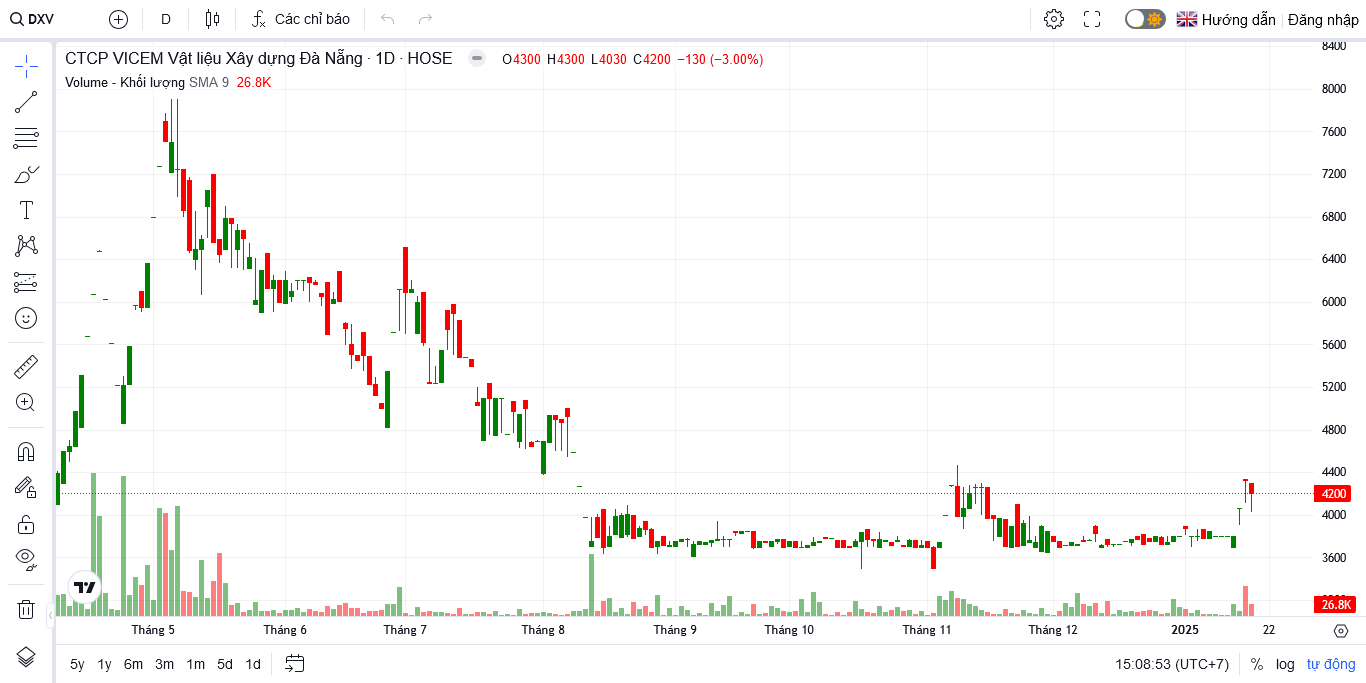 DXV D Các chỉ báo Hướng dẫn Đăng nhập
CTCP VICEM Vật liệu Xây dựng Đà Nẵng · 1D · HOSE O4300 H4300 L4030 C4200 −130 (−3.00%)
Volume - Khối lượng SMA 9 26.8K
8400
8000
7600
7200
6800
6400
6000
5600
5200
4800
4400
4200
4000
3600
26.8K
Tháng 5 Tháng 6 Tháng 7 Tháng 8 Tháng 9 Tháng 10 Tháng 11 Tháng 12 2025 22
5y 1y 6m 3m 1m 5d 1d 15:08:53 (UTC+7) % log tự động